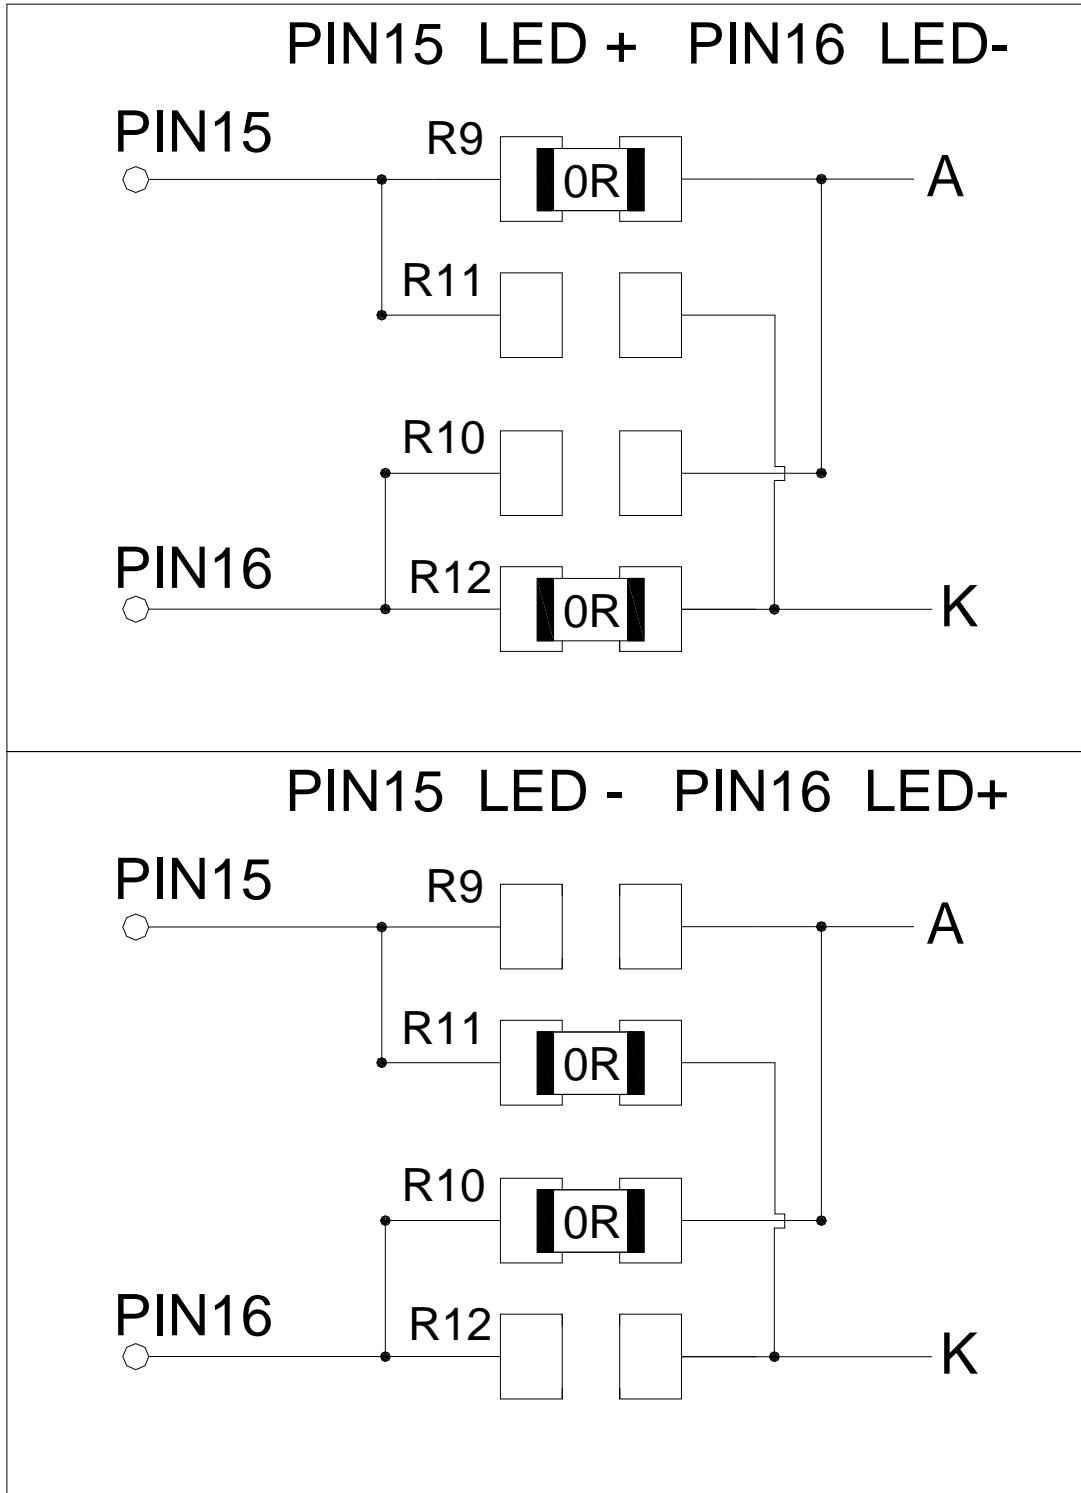 PIN15 LED + PIN16 LED-
PIN15
R9
0R
A
R11
R10
PIN16
R12
0R
K
PIN15 LED - PIN16 LED+
PIN15
R9
A
R11
0R
R10
0R
PIN16
R12
K